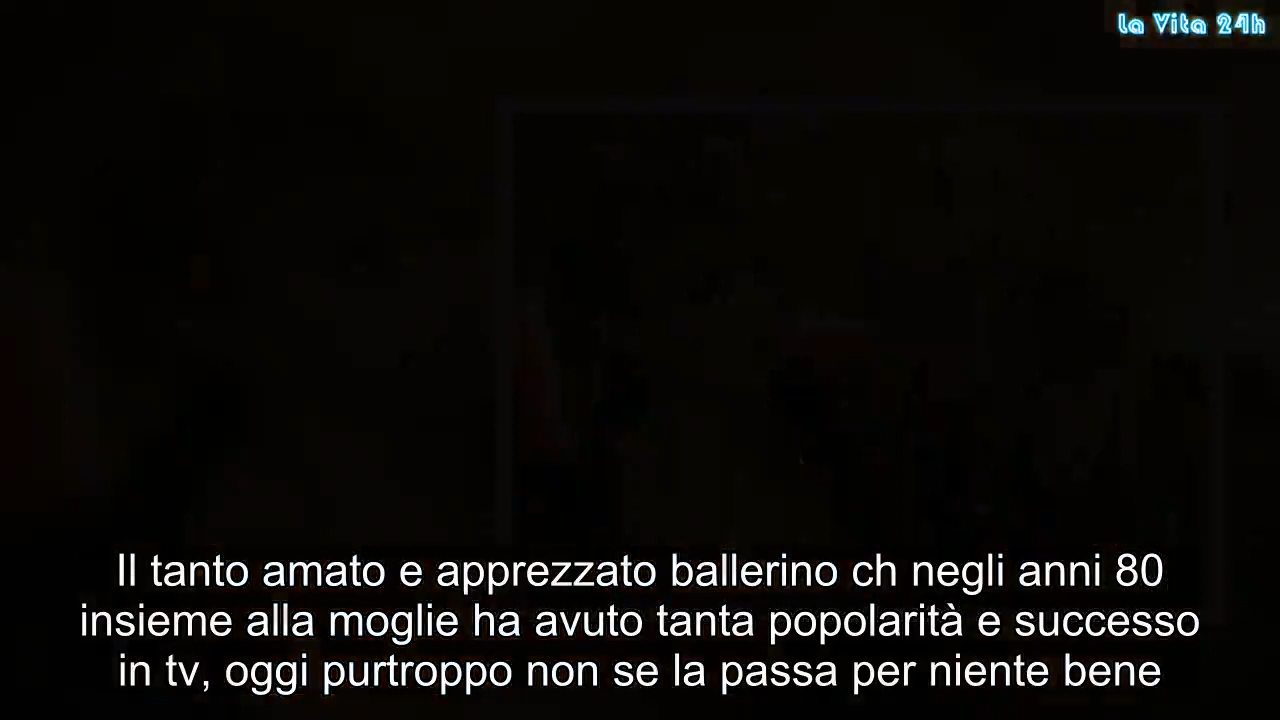 La Vita 24h
Il tanto amato e apprezzato ballerino ch negli anni 80
insieme alla moglie ha avuto tanta popolarità e successo
in tv, oggi purtroppo non se la passa per niente bene